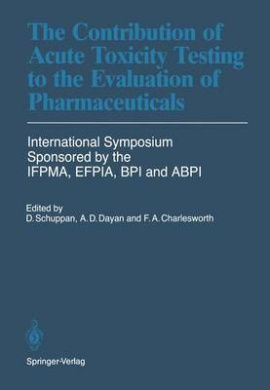 The Contribution of
Acute Toxicity Testing
to the Evaluation of
Pharmaceuticals
International Symposium
Sponsored by the
IFPMA, EFPIA, BPI and ABPI
Edited by
D. Schuppan, A. D. Dayan and F. A. Charlesworth
Springer-Verlag